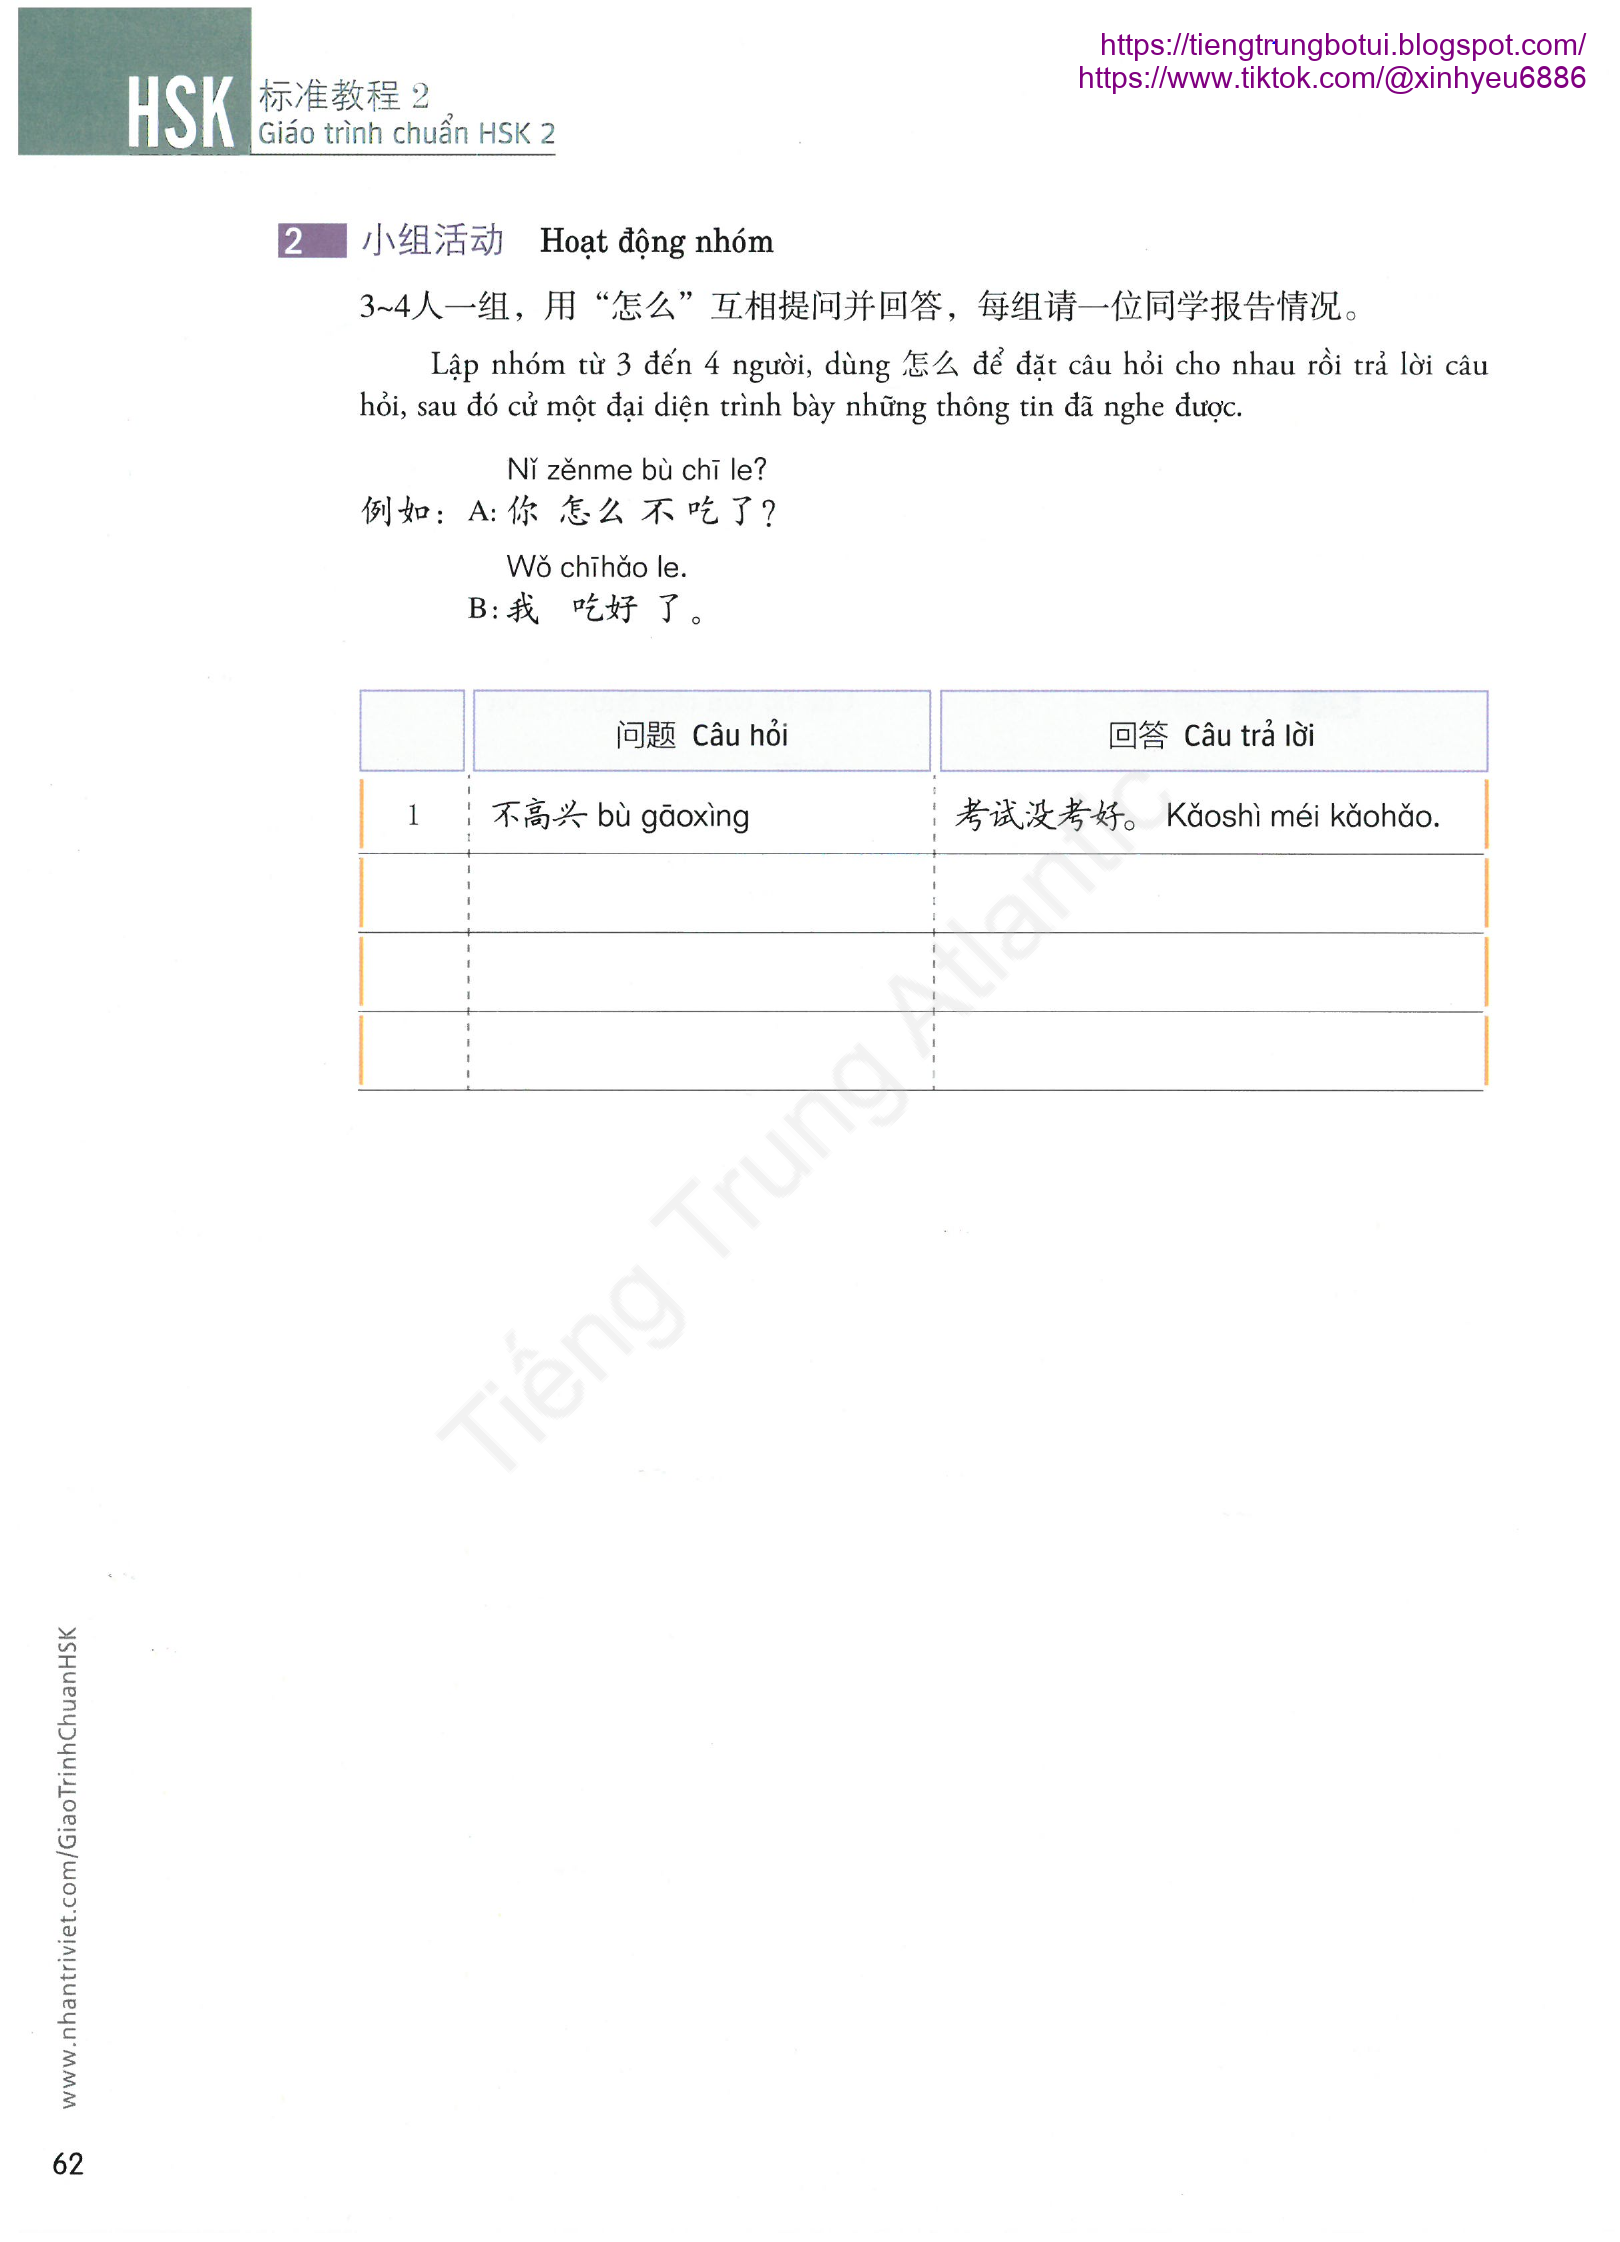 https://tiengtrungbotui.blogspot.com/
https://www.tiktok.com/@xinhyeu6886
HSK 标准教程 2
Giáo trình chuẩn HSK 2
2 小组活动 Hoạt động nhóm
3~4人一组，用“怎么”互相提问并回答，每组请一位同学报告情况。
Lập nhóm từ 3 đến 4 người, dùng 怎么 để đặt câu hỏi cho nhau rồi trả lời câu
hỏi, sau đó cử một đại diện trình bày những thông tin đã nghe được.
Nǐ zěnme bù chī le?
例如：A: 你 怎么 不 吃 了？
Wǒ chīhǎo le.
B: 我 吃好 了。
问题 Câu hỏi 回答 Câu trả lời
1 不高兴 bù gāoxìng 考试没考好。 Kǎoshì méi kǎohǎo.
Tiếng Trung Atlantic
www.nhantriviet.com/GiaoTrinhChuanHSK
62